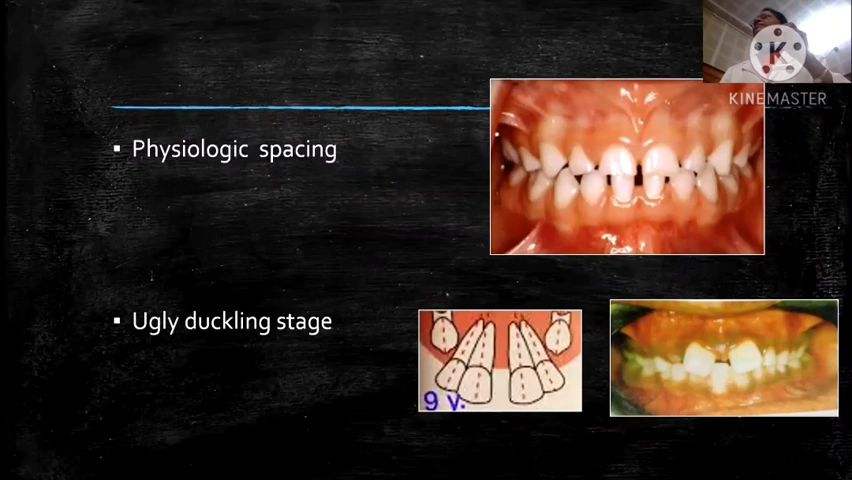 K
KINEMASTER
▪ Physiologic spacing
▪ Ugly duckling stage
9 y.